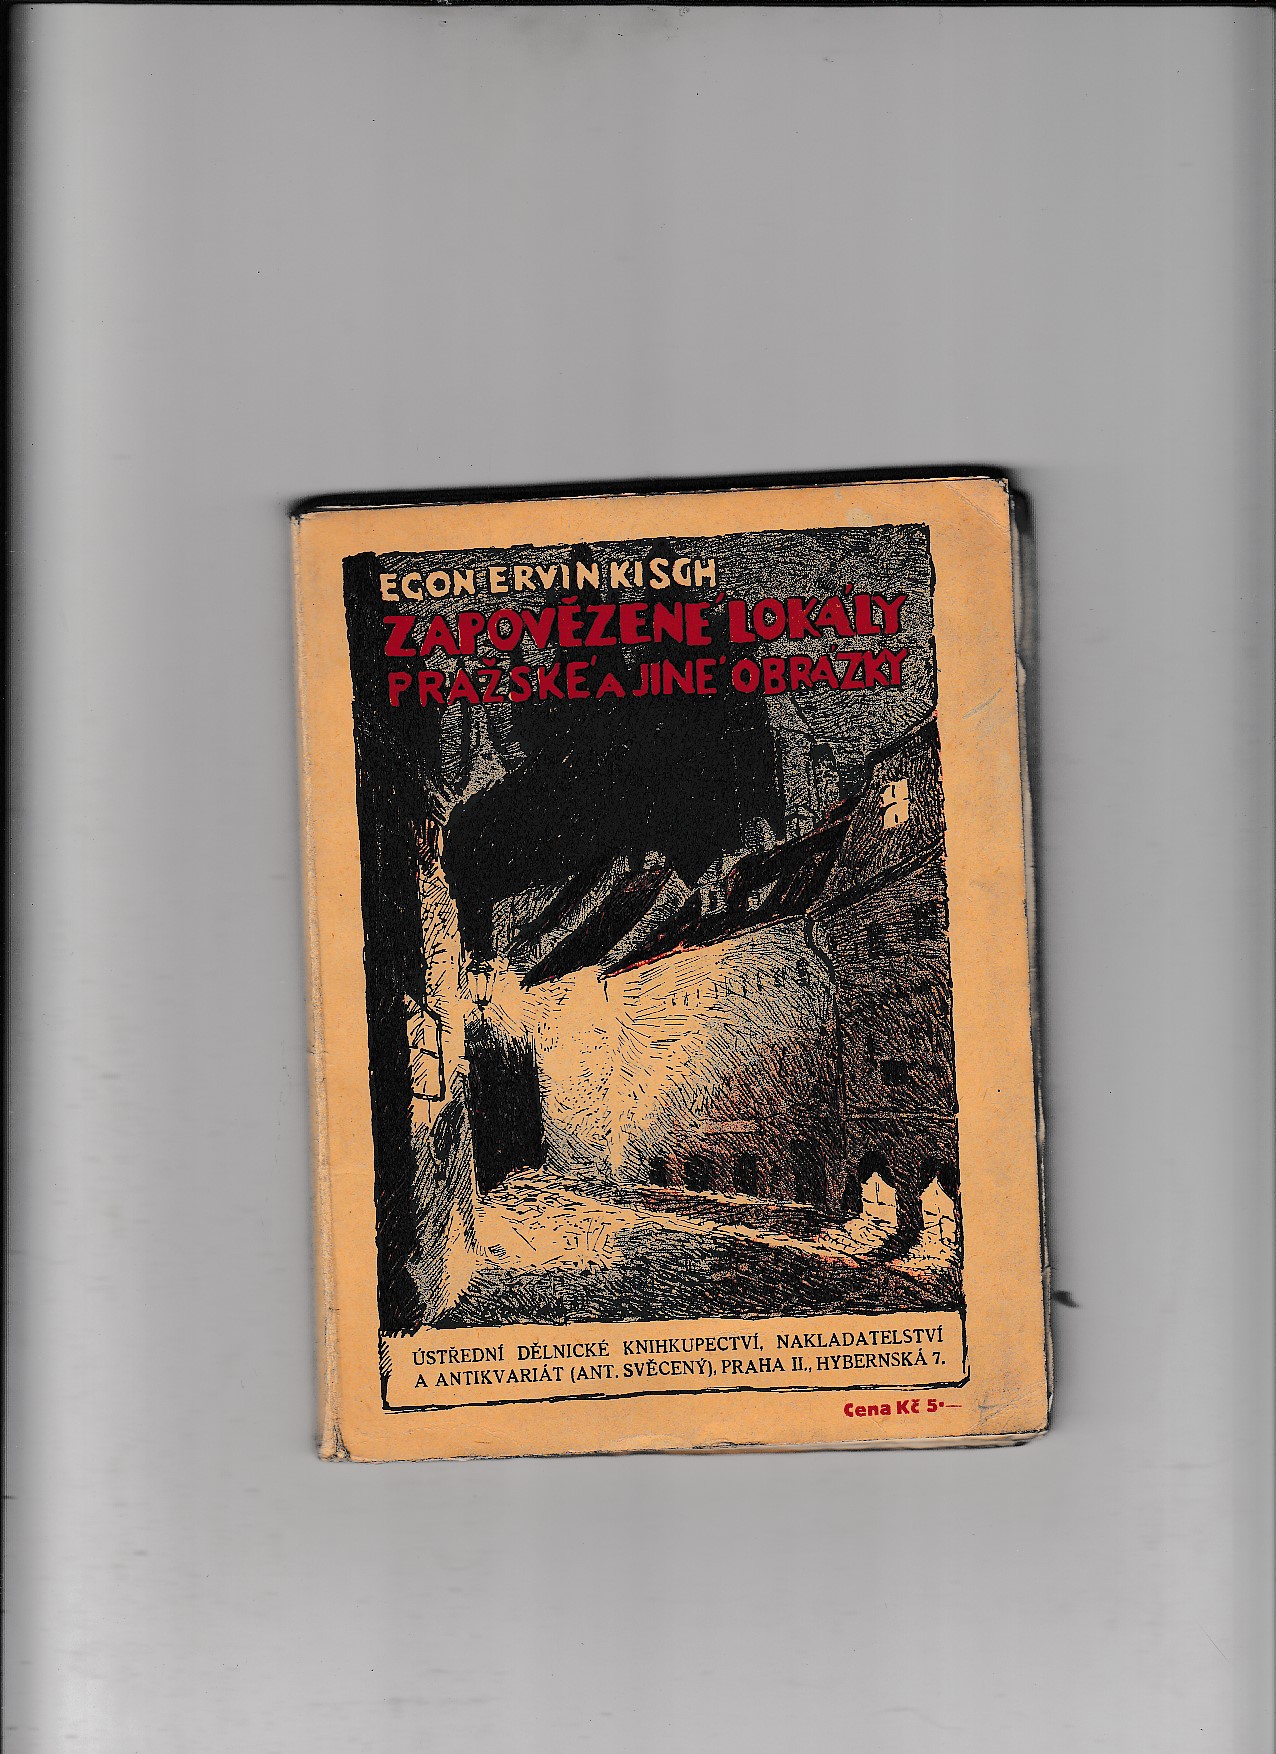 EGON ERVÍN KISCH
ZAPOVĚZENÉ LOKÁLY
PRAŽSKÉ A JINÉ OBRÁZKY
ÚSTŘEDNÍ DĚLNICKÉ KNIHKUPECTVÍ, NAKLADATELSTVÍ
A ANTIKVARIÁT (ANT. SVĚCENÝ), PRAHA II., HYBERNSKÁ 7.
Cena Kč 5·—